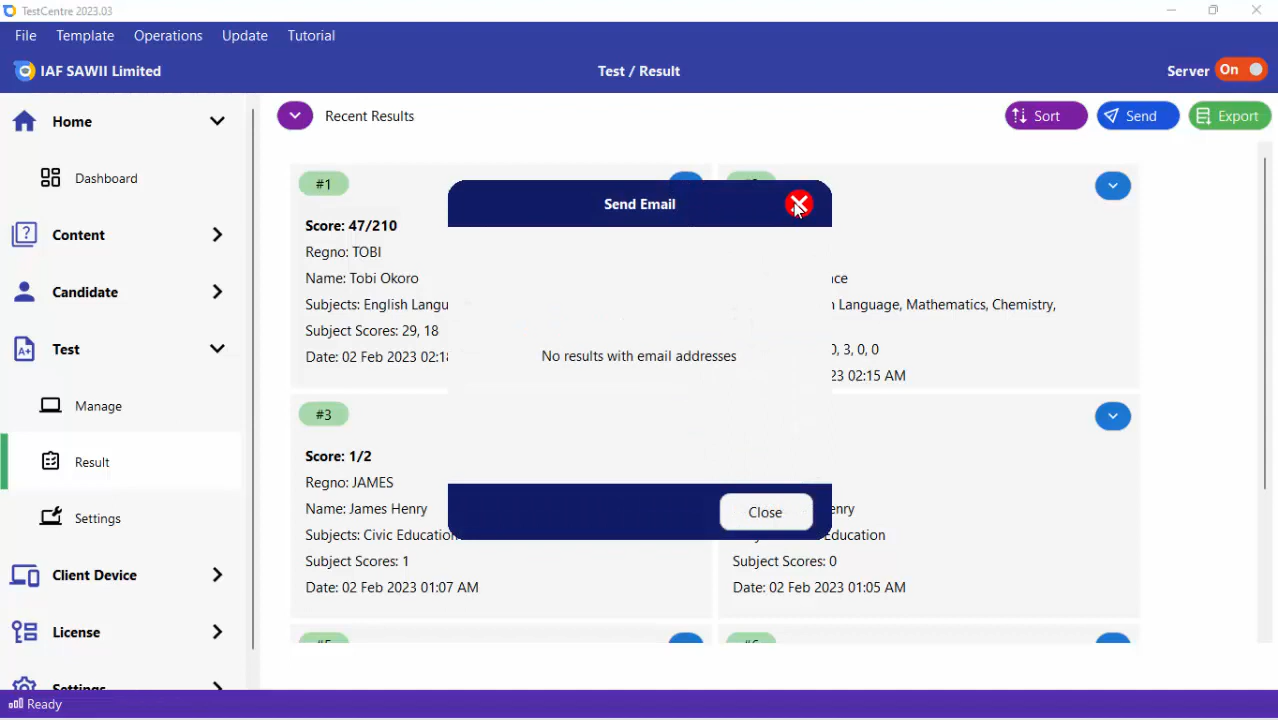 TestCentre 2023.03
File Template Operations Update Tutorial
IAF SAWII Limited
Test / Result
Server On
Home
Dashboard
Content
Candidate
Test
Manage
Result
Settings
Client Device
License
Settings
Recent Results
Sort
Send
Export
#1
Score: 47/210
Regno: TOBI
Name: Tobi Okoro
Subjects: English Langu
Subject Scores: 29, 18
Date: 02 Feb 2023 02:1
nce
Language, Mathematics, Chemistry,
0, 3, 0, 0
23 02:15 AM
#3
Score: 1/2
Regno: JAMES
Name: James Henry
Subjects: Civic Education
Subject Scores: 1
Date: 02 Feb 2023 01:07 AM
enry
Education
Subject Scores: 0
Date: 02 Feb 2023 01:05 AM
#5
#6
Send Email
No results with email addresses
Close
Ready